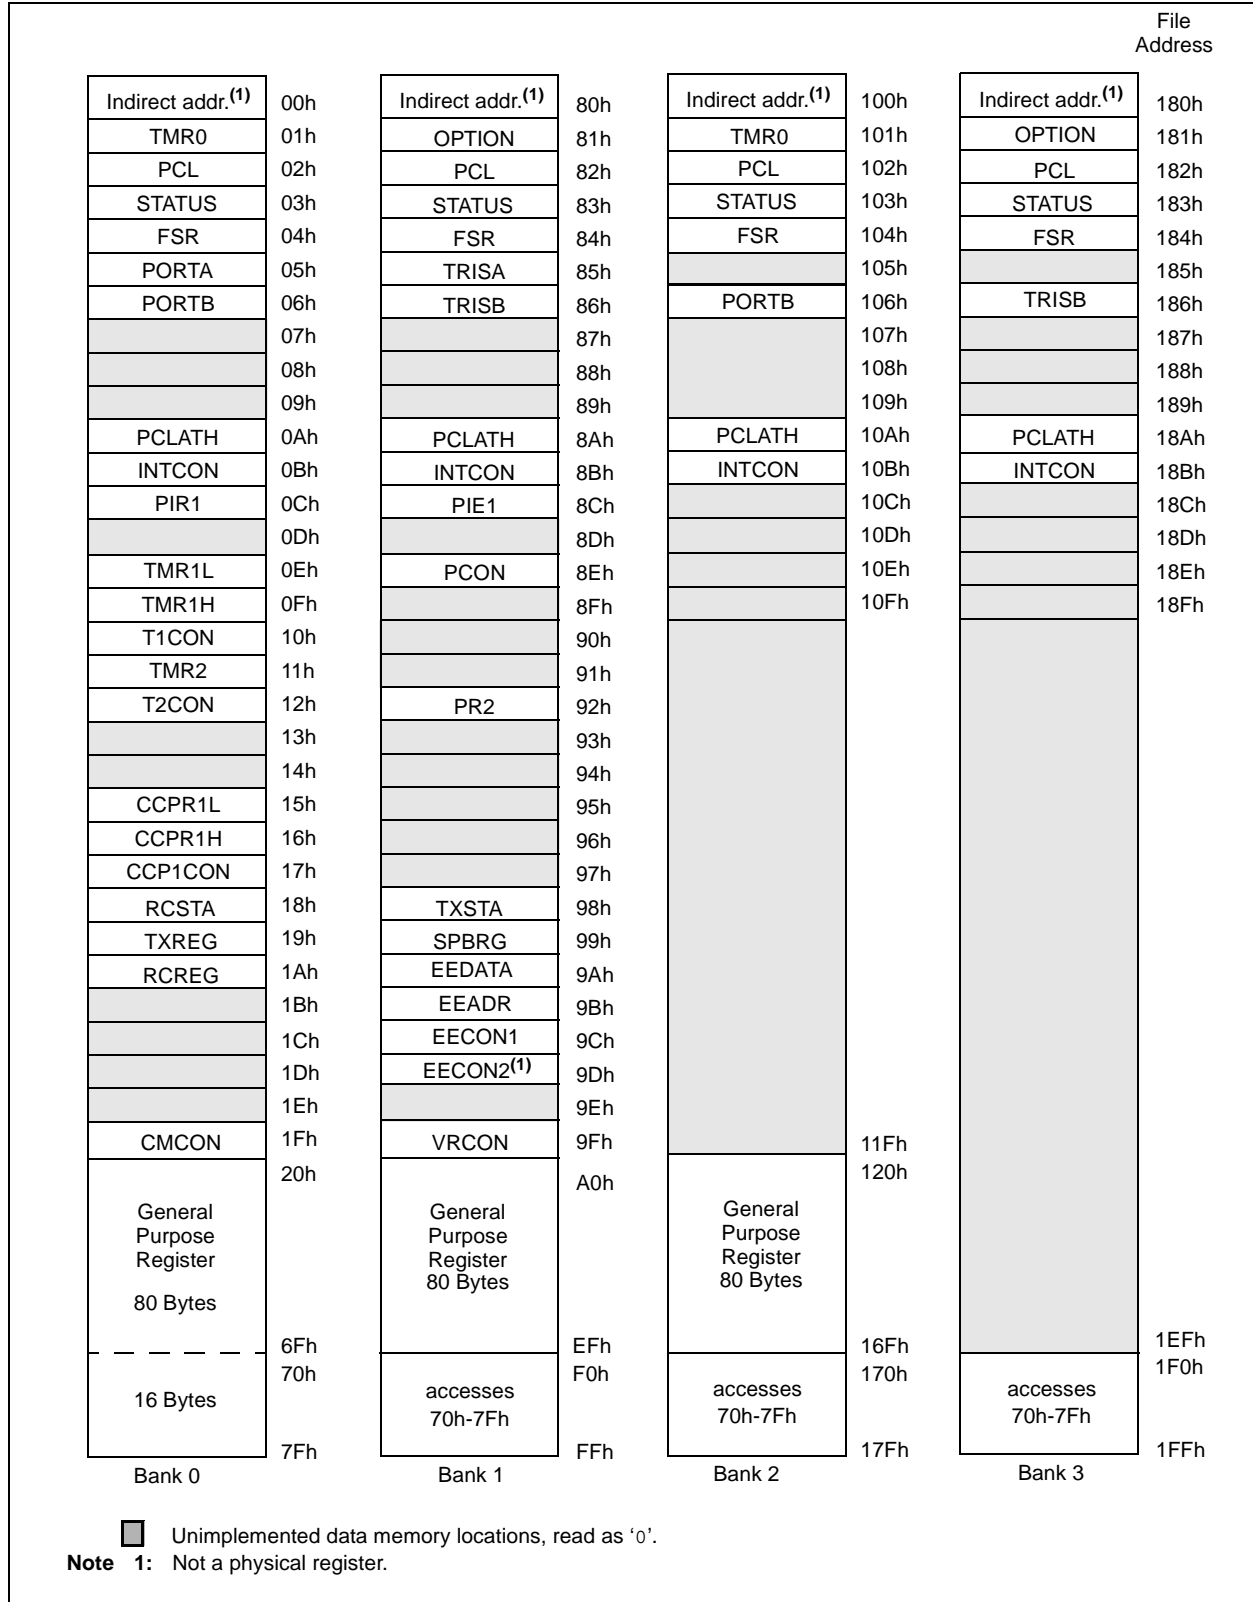 File
Address
Indirect addr.(1) 00h Indirect addr.(1) 80h Indirect addr.(1) 100h Indirect addr.(1) 180h
TMR0 01h OPTION 81h TMR0 101h OPTION 181h
PCL 02h PCL 82h PCL 102h PCL 182h
STATUS 03h STATUS 83h STATUS 103h STATUS 183h
FSR 04h FSR 84h FSR 104h FSR 184h
PORTA 05h TRISA 85h 105h 185h
PORTB 06h TRISB 86h PORTB 106h TRISB 186h
07h 87h 107h 187h
08h 88h 108h 188h
09h 89h 109h 189h
PCLATH 0Ah PCLATH 8Ah PCLATH 10Ah PCLATH 18Ah
INTCON 0Bh INTCON 8Bh INTCON 10Bh INTCON 18Bh
PIR1 0Ch PIE1 8Ch 10Ch 18Ch
0Dh 8Dh 10Dh 18Dh
TMR1L 0Eh PCON 8Eh 10Eh 18Eh
TMR1H 0Fh 8Fh 10Fh 18Fh
T1CON 10h 90h
TMR2 11h 91h
T2CON 12h PR2 92h
13h 93h
14h 94h
CCPR1L 15h 95h
CCPR1H 16h 96h
CCP1CON 17h 97h
RCSTA 18h TXSTA 98h
TXREG 19h SPBRG 99h
RCREG 1Ah EEDATA 9Ah
1Bh EEADR 9Bh
1Ch EECON1 9Ch
1Dh EECON2(1) 9Dh
1Eh 9Eh
CMCON 1Fh VRCON 9Fh 11Fh
20h A0h 120h
General General General
Purpose Purpose Purpose
Register Register Register
80 Bytes 80 Bytes 80 Bytes
6Fh EFh 16Fh 1EFh
70h F0h 170h 1F0h
16 Bytes accesses accesses accesses
70h-7Fh 70h-7Fh 70h-7Fh
7Fh FFh 17Fh 1FFh
Bank 0 Bank 1 Bank 2 Bank 3
Unimplemented data memory locations, read as ‘0’.
Note 1: Not a physical register.